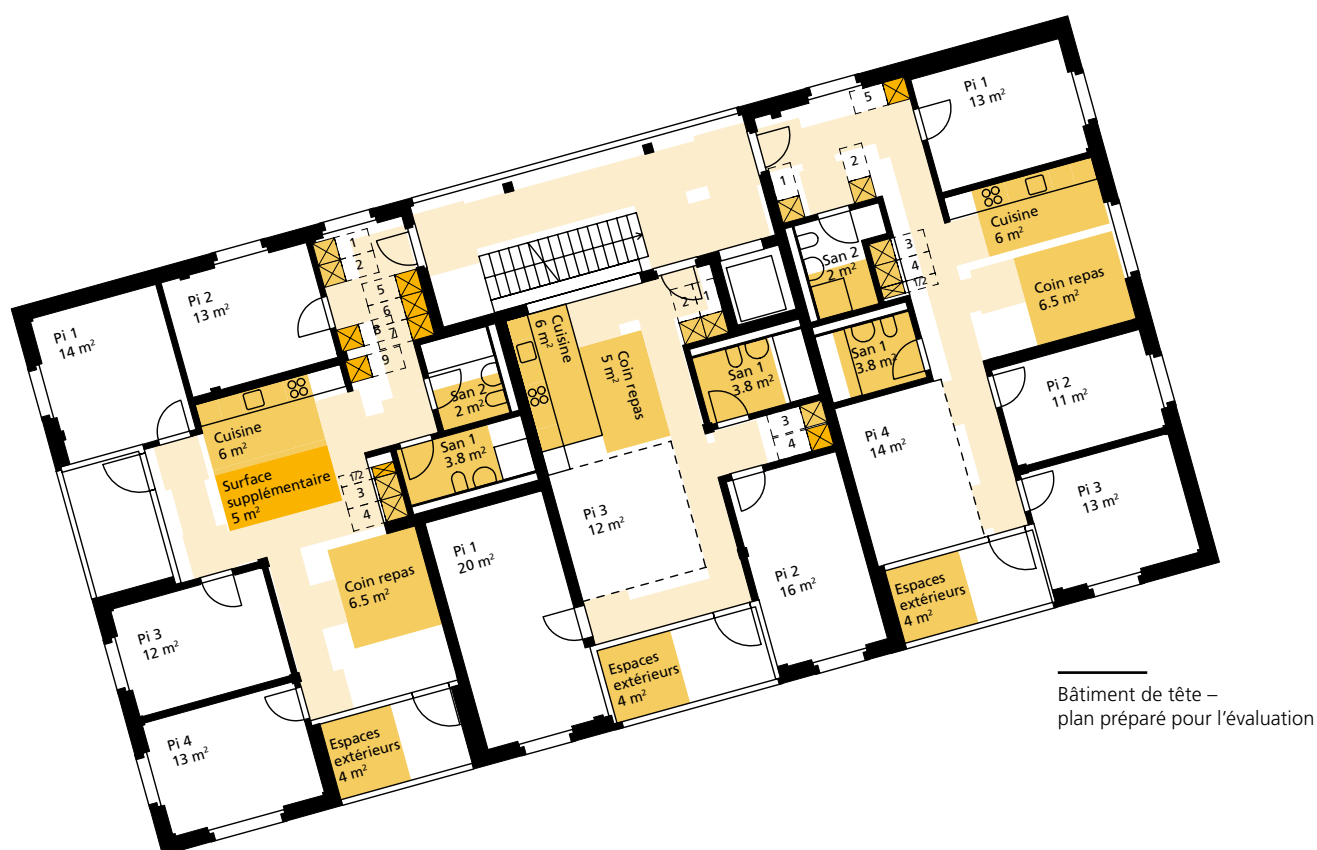 Pi 1
14 m²
Pi 2
13 m²
1
2
5
6
7
9
Cuisine
6 m²
Surface
supplémentaire
5 m²
1/2
3
4
San 2
2 m²
San 1
3.8 m²
Coin repas
6.5 m²
Pi 3
12 m²
Pi 4
13 m²
Espaces
extérieurs
4 m²
Pi 1
20 m²
Cuisine
6 m²
Coin repas
5 m²
2
1
San 1
3.8 m²
3
4
Pi 3
12 m²
Pi 2
16 m²
Espaces
extérieurs
4 m²
5
1
2
Pi 1
13 m²
San 2
2 m²
3
4
1/2
Cuisine
6 m²
Coin repas
6.5 m²
San 1
3.8 m²
Pi 4
14 m²
Pi 2
11 m²
Pi 3
13 m²
Espaces
extérieurs
4 m²
Bâtiment de tête –
plan préparé pour l'évaluation